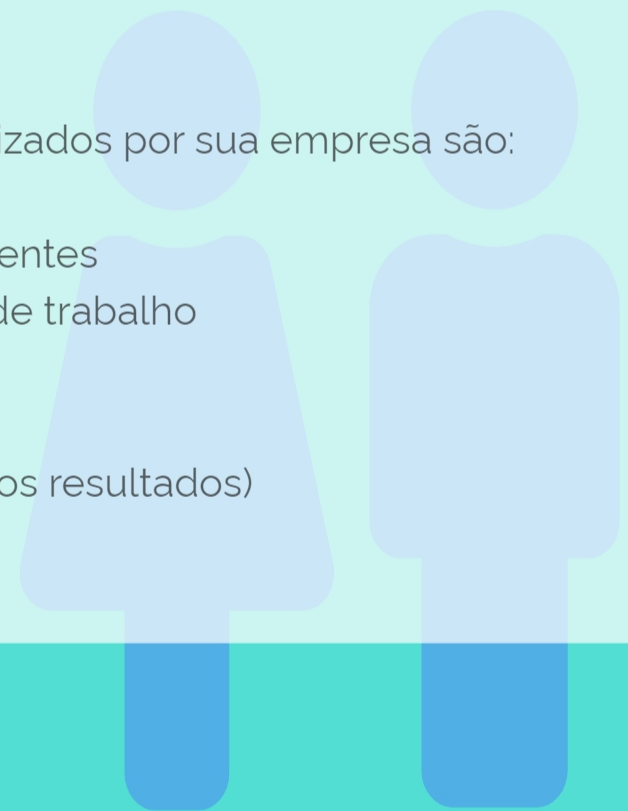 izados por sua empresa são:
entes
de trabalho
os resultados)